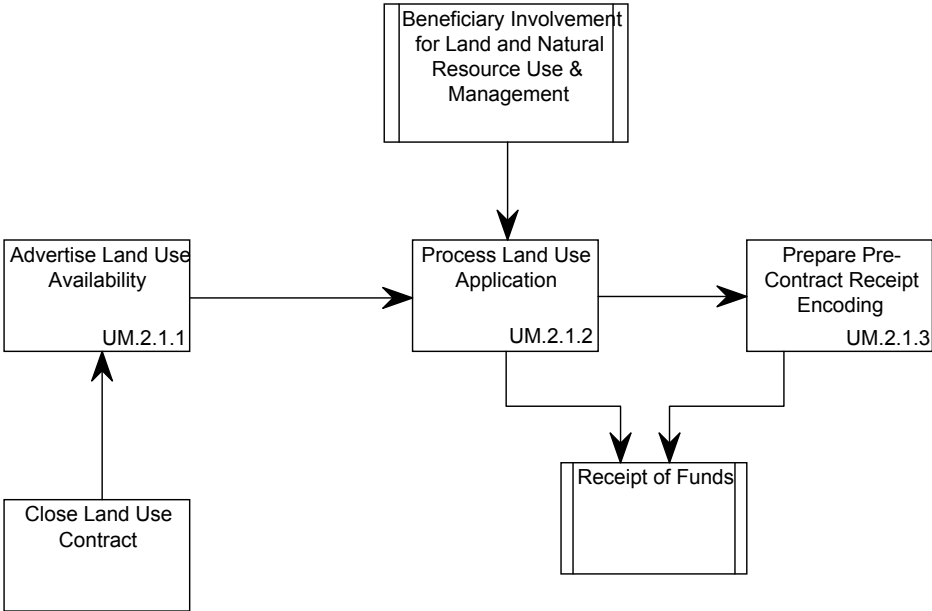 Beneficiary Involvement
for Land and Natural
Resource Use &
Management
Advertise Land Use
Availability
UM.2.1.1
Process Land Use
Application
UM.2.1.2
Prepare Pre-
Contract Receipt
Encoding
UM.2.1.3
Receipt of Funds
Close Land Use
Contract